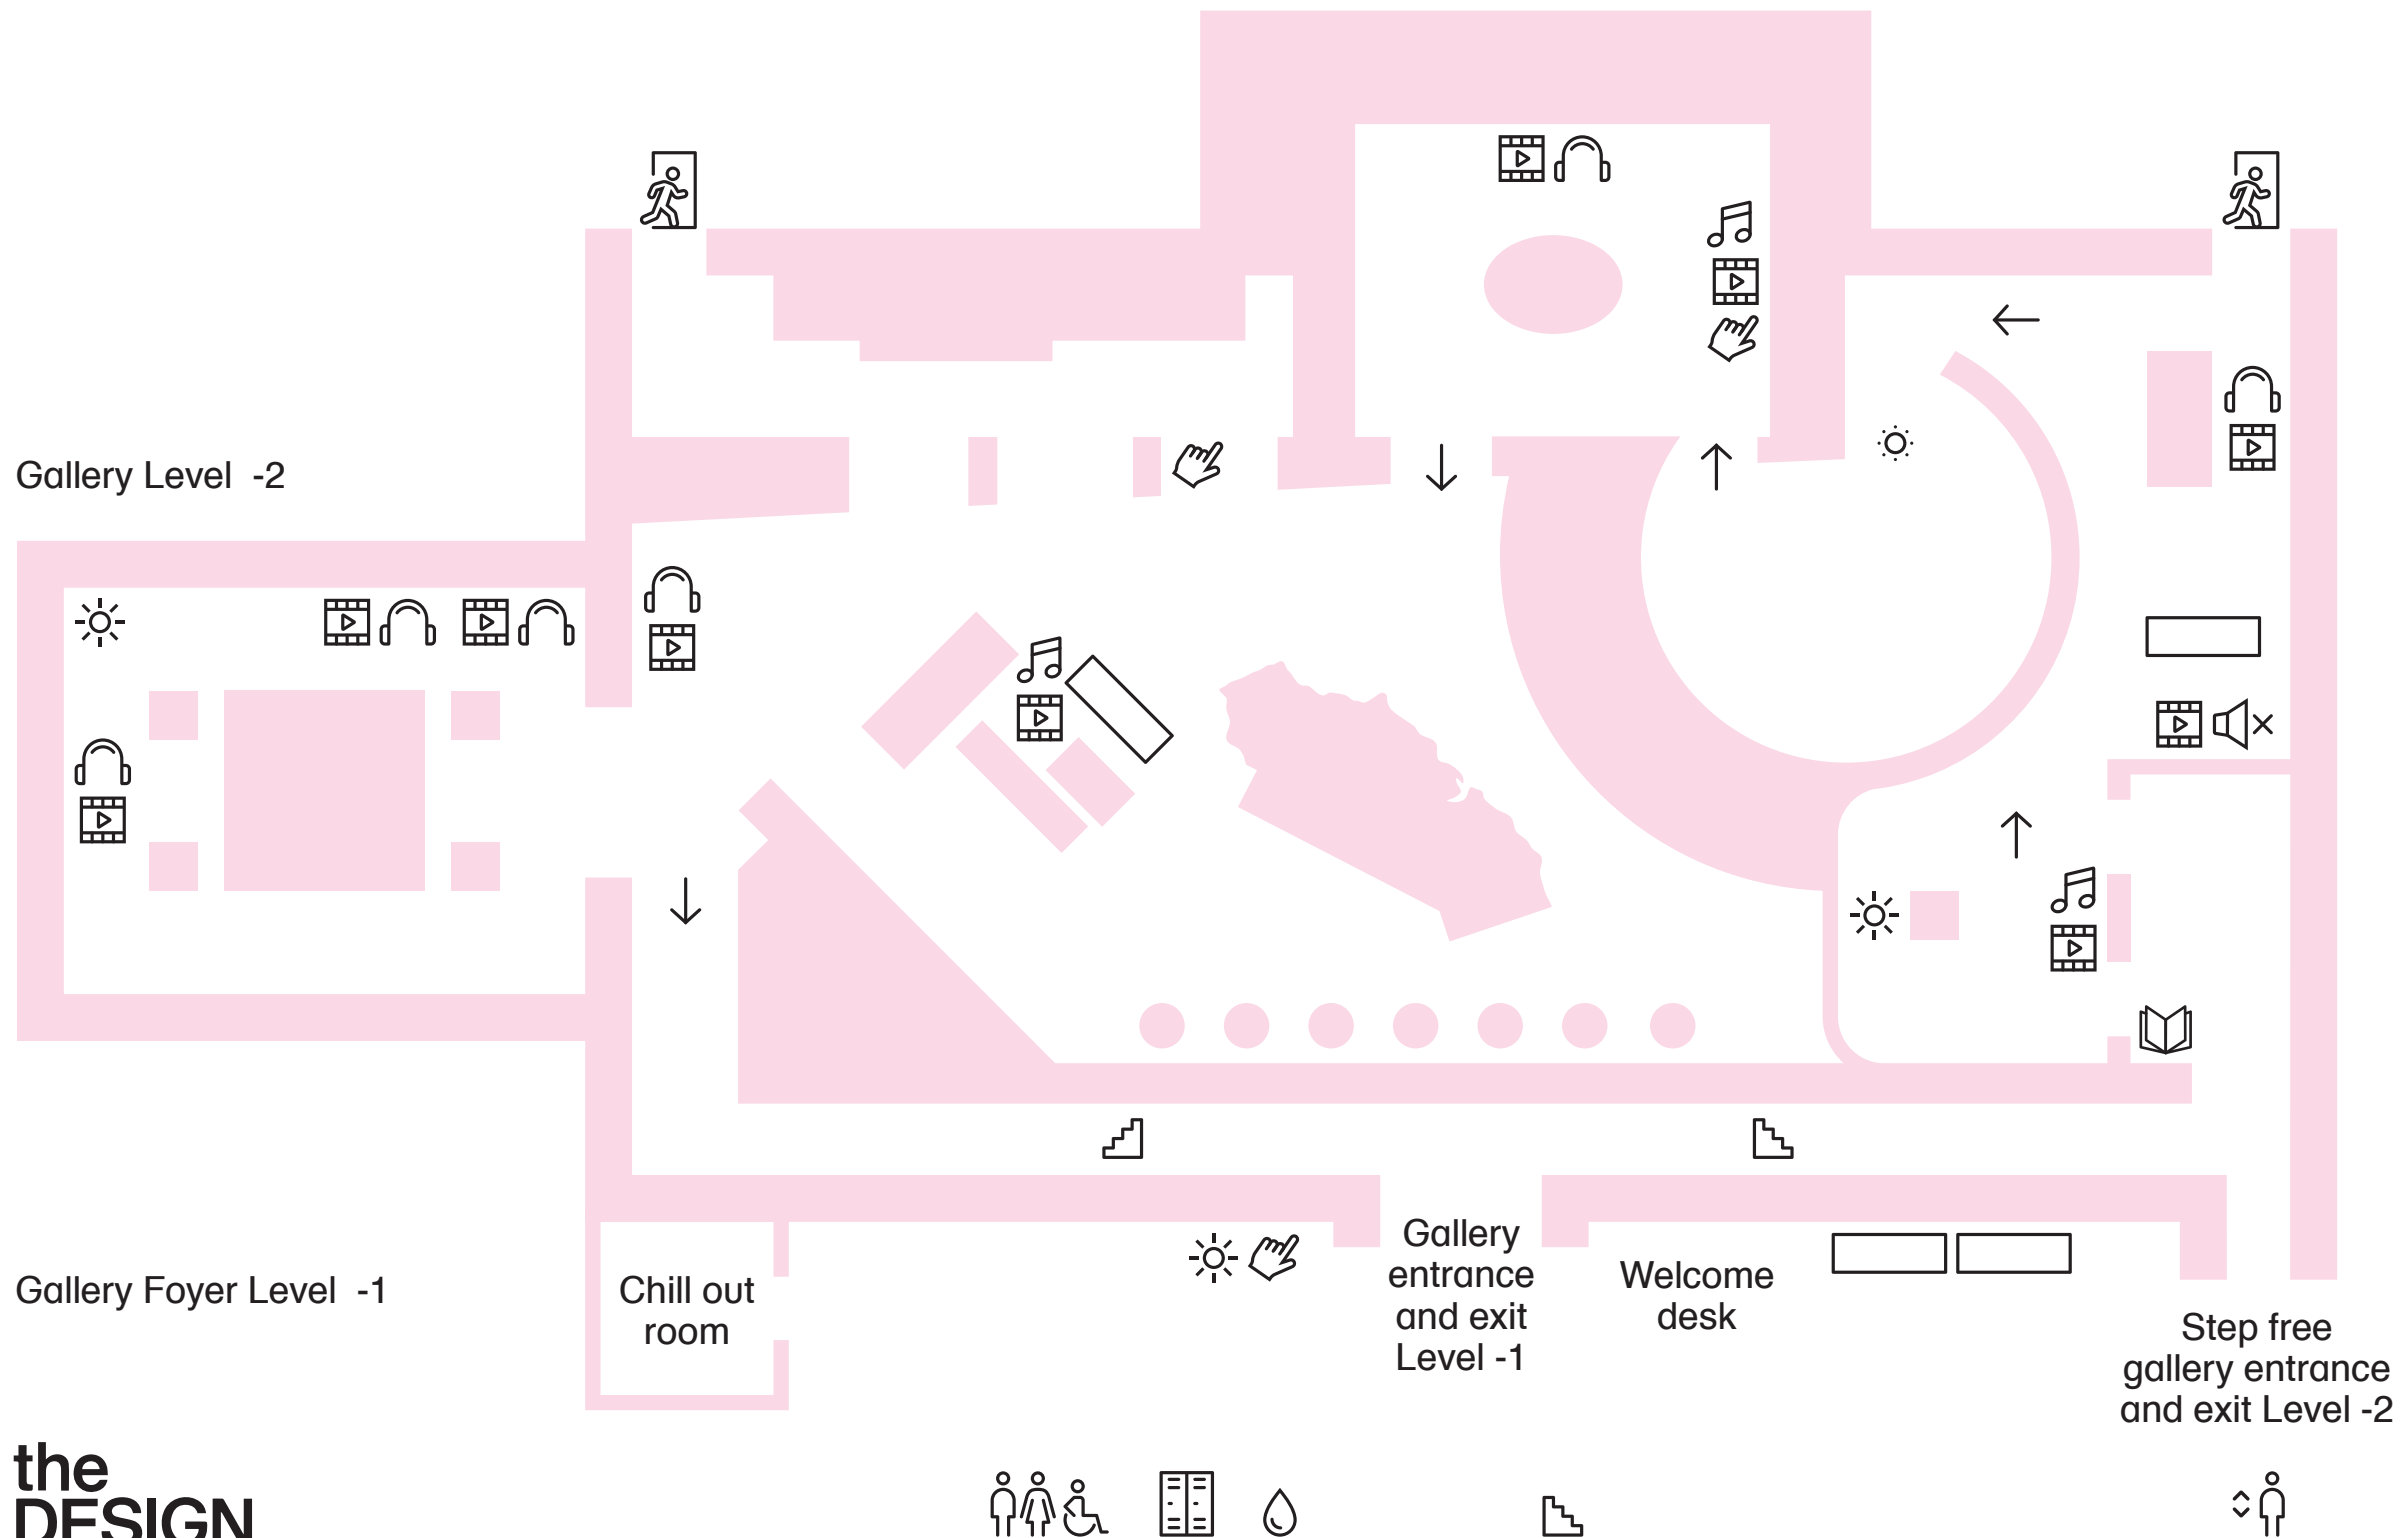 Gallery Level -2
Gallery Foyer Level -1
Chill out
room
Gallery
entrance
and exit
Level -1
Welcome
desk
Step free
gallery entrance
and exit Level -2
the
DESIGN